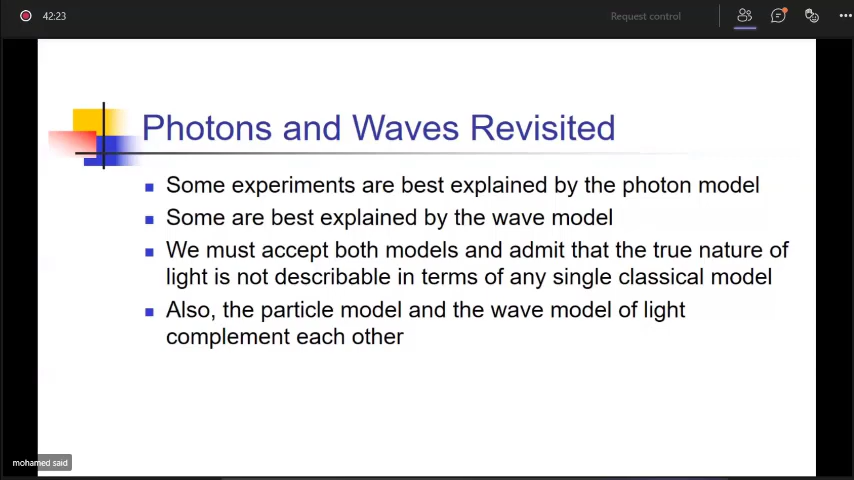 42:23
Request control
Photons and Waves Revisited
Some experiments are best explained by the photon model
Some are best explained by the wave model
We must accept both models and admit that the true nature of
light is not describable in terms of any single classical model
Also, the particle model and the wave model of light
complement each other
mohamed said